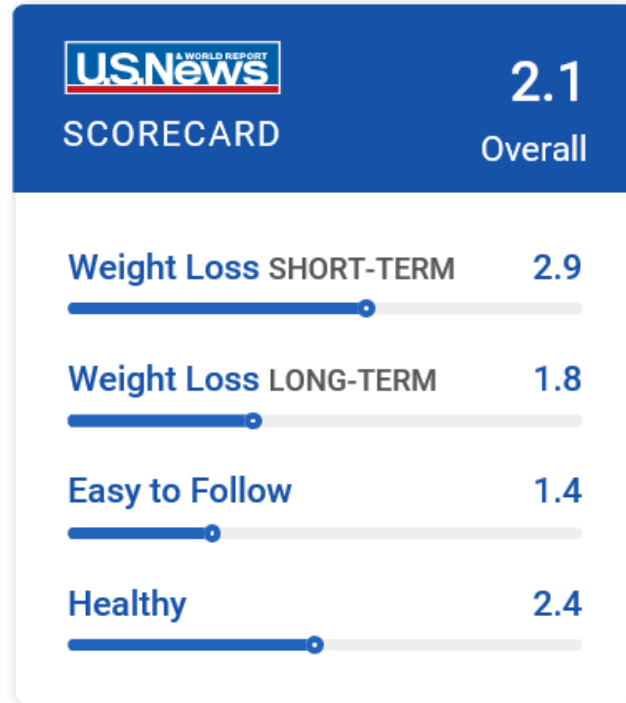 U.S.News
& WORLD REPORT
SCORECARD
2.1
Overall
Weight Loss SHORT-TERM 2.9
Weight Loss LONG-TERM 1.8
Easy to Follow 1.4
Healthy 2.4